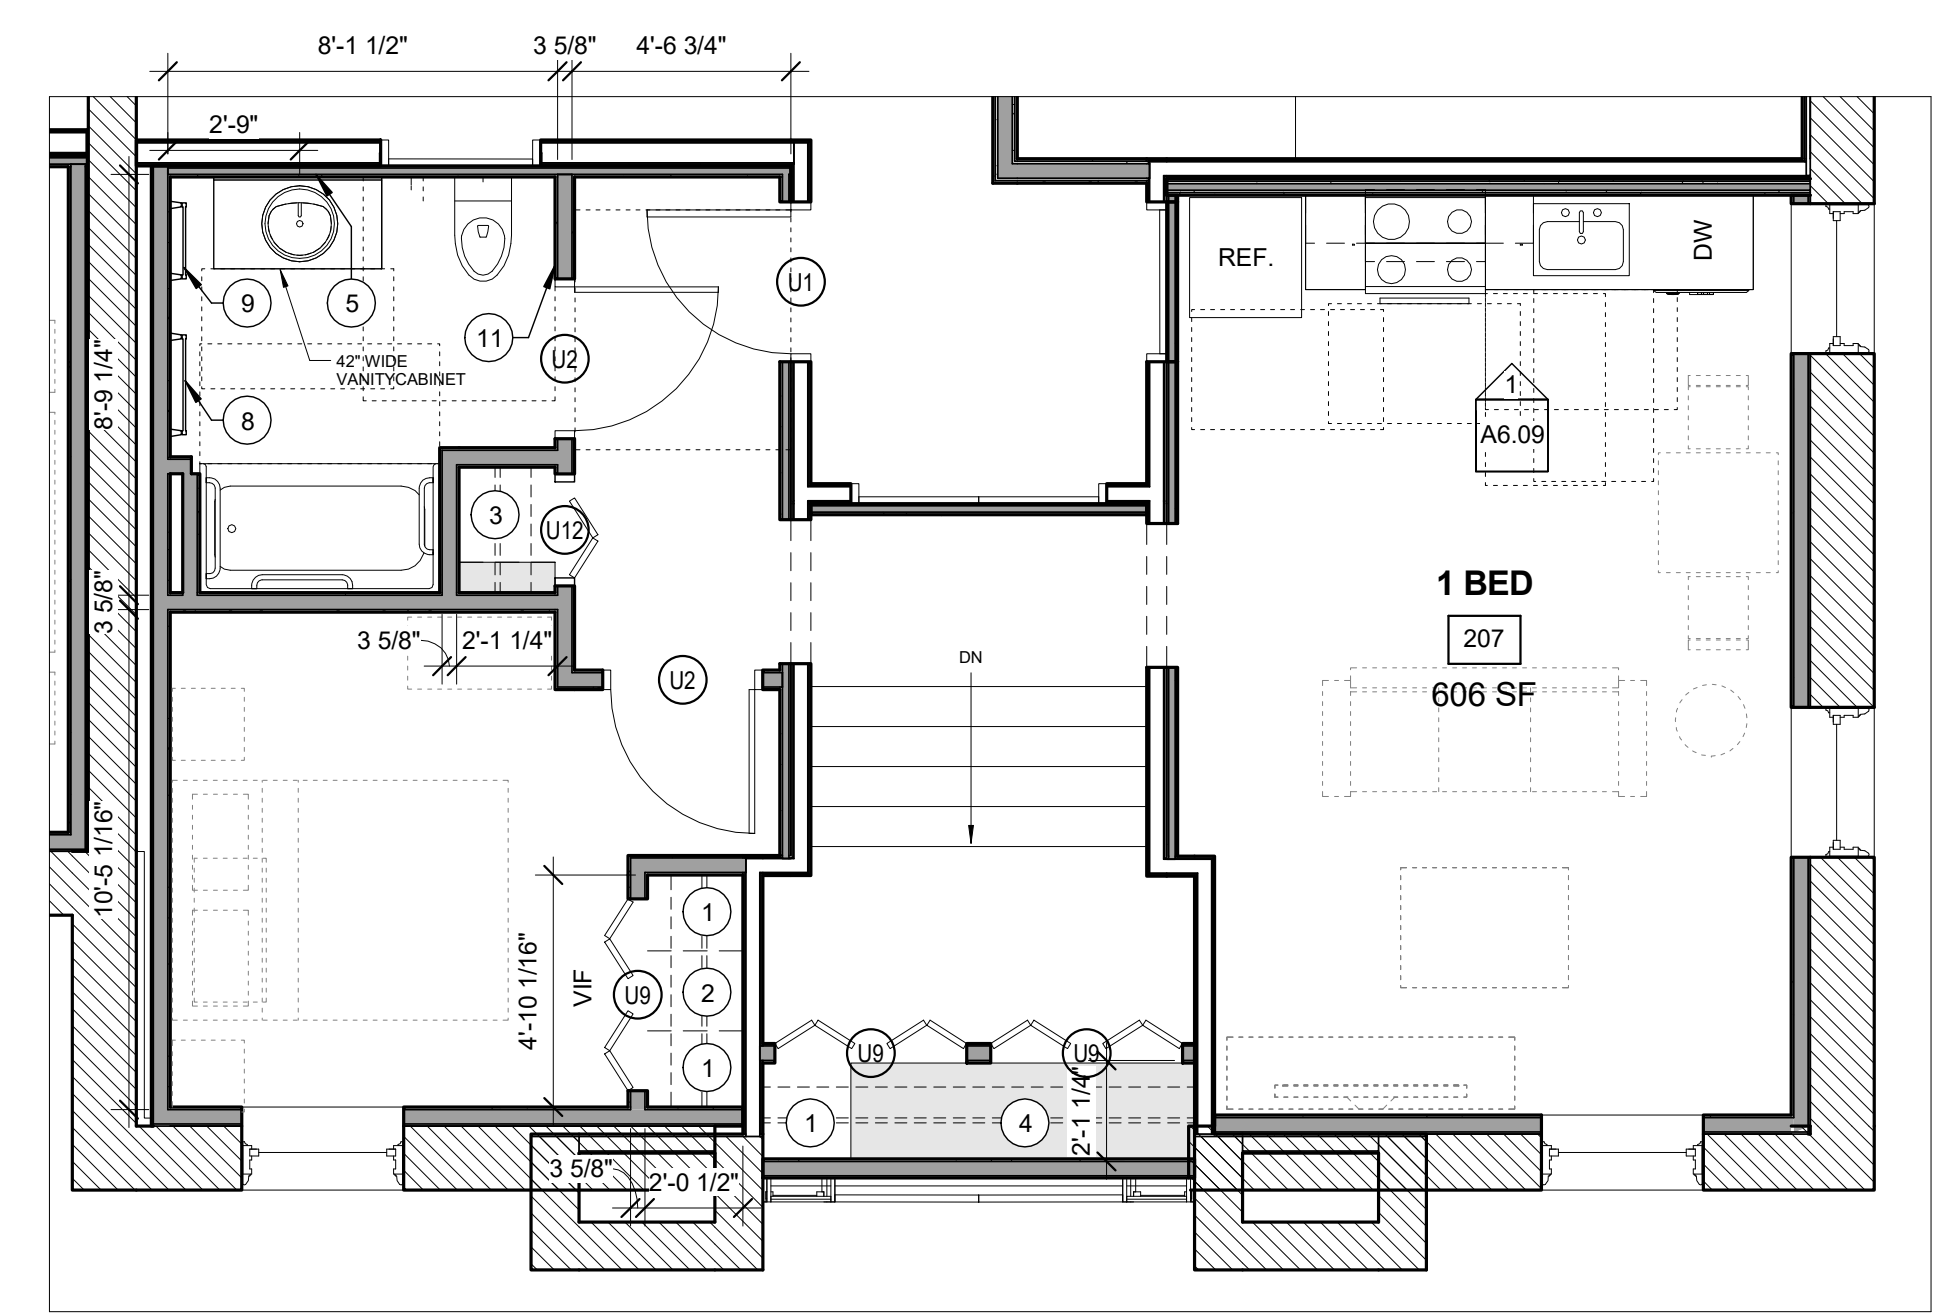 8'-1 1/2"
3 5/8"
4'-6 3/4"
2'-9"
REF.
DW
U1
9
5
11
U2
42" WIDE
VANITYCABINET
8
8'-9 1/4"
1
A6.09
3
U12
3 5/8"
1 BED
207
606 SF
3 5/8"
2'-1 1/4"
U2
DN
10'-5 1/16"
4'-10 1/16"
VIF
U9
1
2
1
U9
U9
1
4
2'-1 1/4"
3 5/8"
2'-0 1/2"